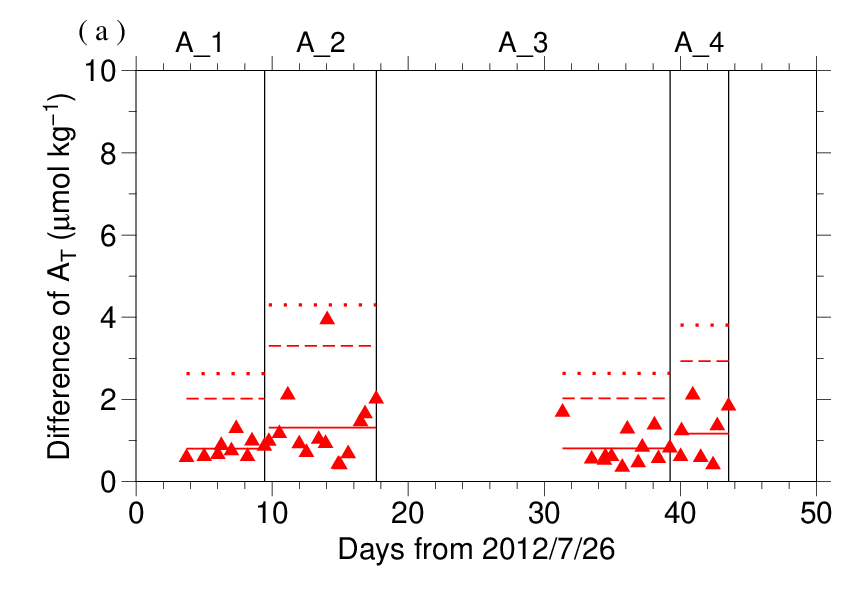 ( a )
A_1 A_2 A_3 A_4
10
8
6
4
2
0
Difference of A_T (μmol kg⁻¹)
0 10 20 30 40 50
Days from 2012/7/26